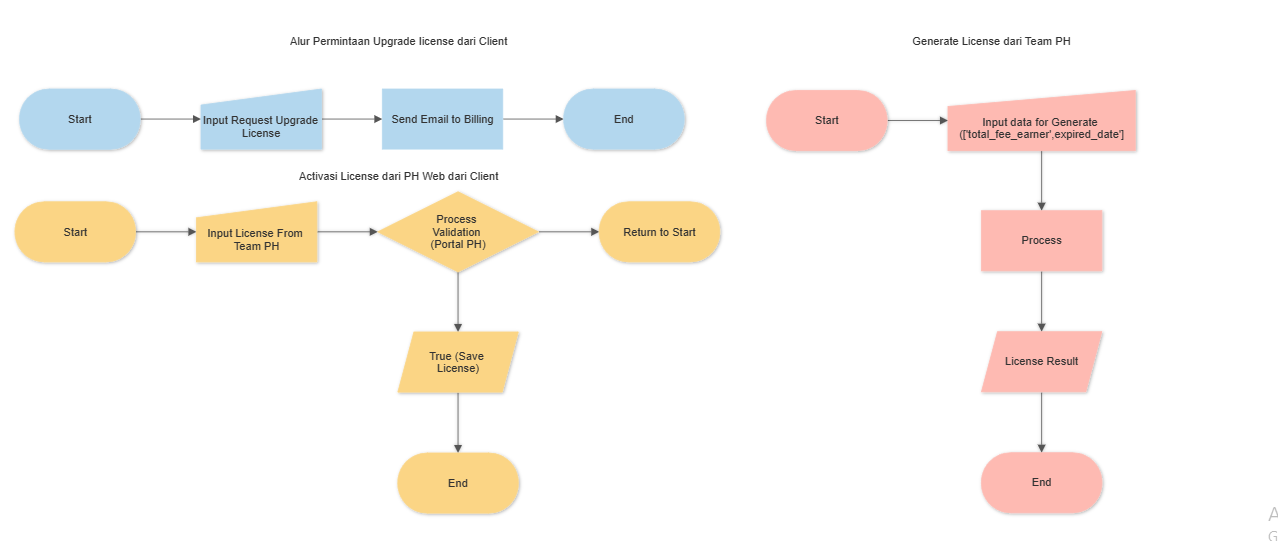 Alur Permintaan Upgrade license dari Client
Start
Input Request Upgrade
License
Send Email to Billing
End
Activasi License dari PH Web dari Client
Start
Input License From
Team PH
Process
Validation
(Portal PH)
Return to Start
True (Save
License)
End
Generate License dari Team PH
Start
Input data for Generate
(['total_fee_earner',expired_date']
Process
License Result
End
A
G